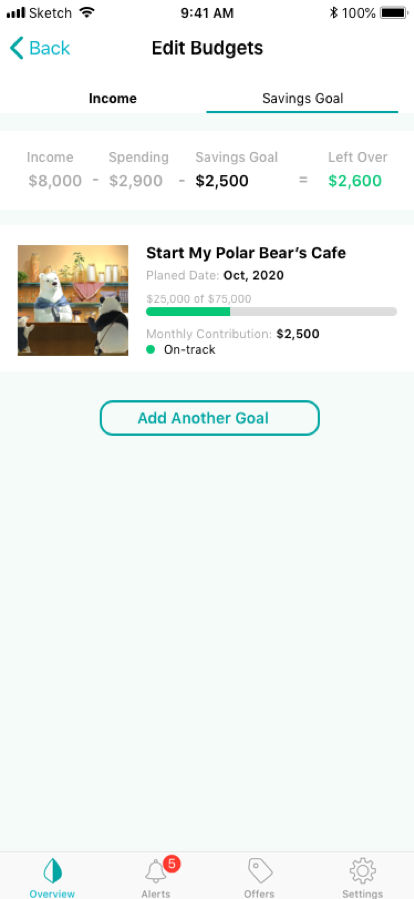 Sketch 9:41 AM 100%
Back Edit Budgets
Income Savings Goal
Income Spending Savings Goal Left Over
$8,000 - $2,900 - $2,500 = $2,600
Start My Polar Bear's Cafe
Planed Date: Oct, 2020
$25,000 of $75,000
Monthly Contribution: $2,500
On-track
Add Another Goal
5
Overview Alerts Offers Settings